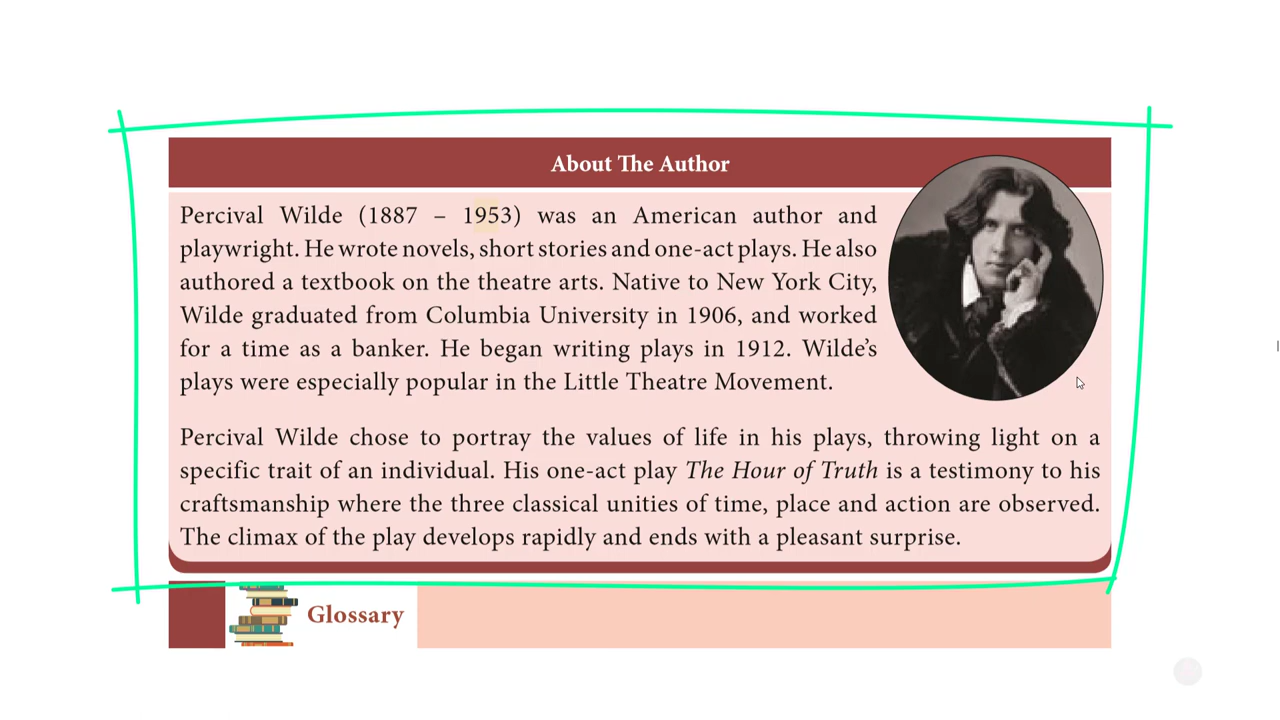 About The Author
Percival Wilde (1887 – 1953) was an American author and
playwright. He wrote novels, short stories and one-act plays. He also
authored a textbook on the theatre arts. Native to New York City,
Wilde graduated from Columbia University in 1906, and worked
for a time as a banker. He began writing plays in 1912. Wilde’s
plays were especially popular in the Little Theatre Movement.
Percival Wilde chose to portray the values of life in his plays, throwing light on a
specific trait of an individual. His one-act play The Hour of Truth is a testimony to his
craftsmanship where the three classical unities of time, place and action are observed.
The climax of the play develops rapidly and ends with a pleasant surprise.
Glossary